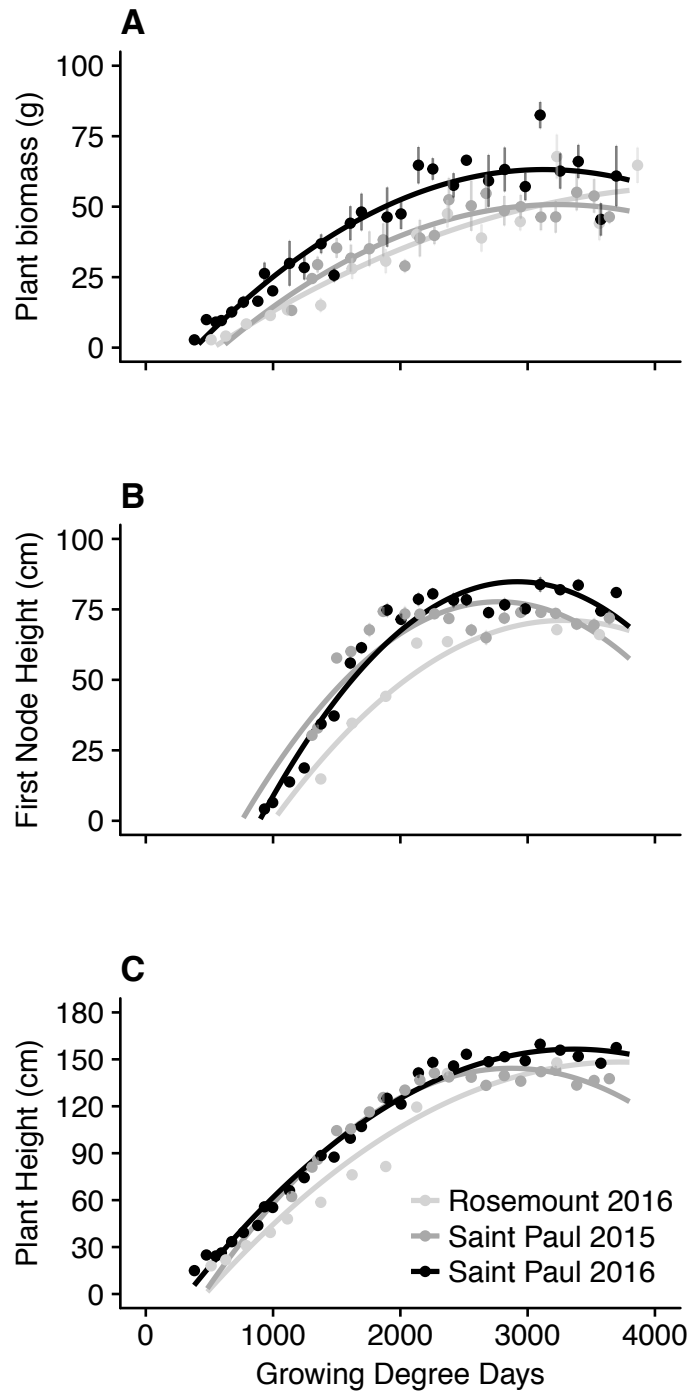 A
Plant biomass (g)
100
75
50
25
0
B
First Node Height (cm)
100
75
50
25
0
C
Plant Height (cm)
180
150
120
90
60
30
0
Rosemount 2016
Saint Paul 2015
Saint Paul 2016
0 1000 2000 3000 4000
Growing Degree Days